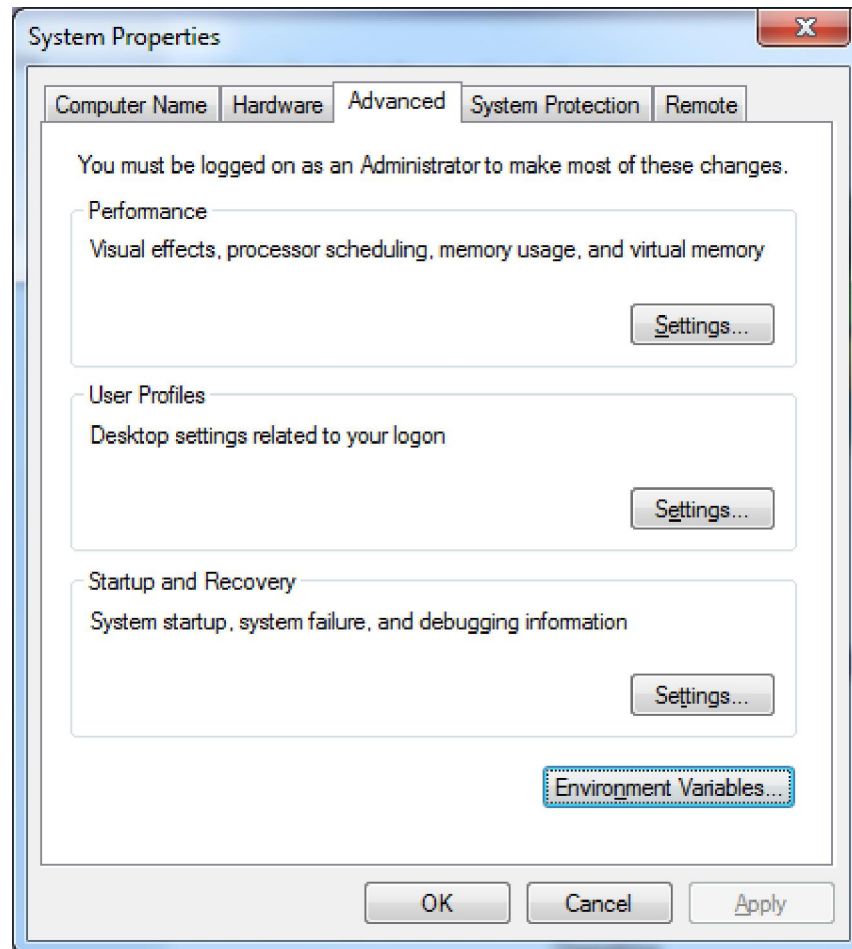 System Properties
Computer Name Hardware Advanced System Protection Remote
You must be logged on as an Administrator to make most of these changes.
Performance
Visual effects, processor scheduling, memory usage, and virtual memory
Settings...
User Profiles
Desktop settings related to your logon
Settings...
Startup and Recovery
System startup, system failure, and debugging information
Settings...
Environment Variables...
OK Cancel Apply